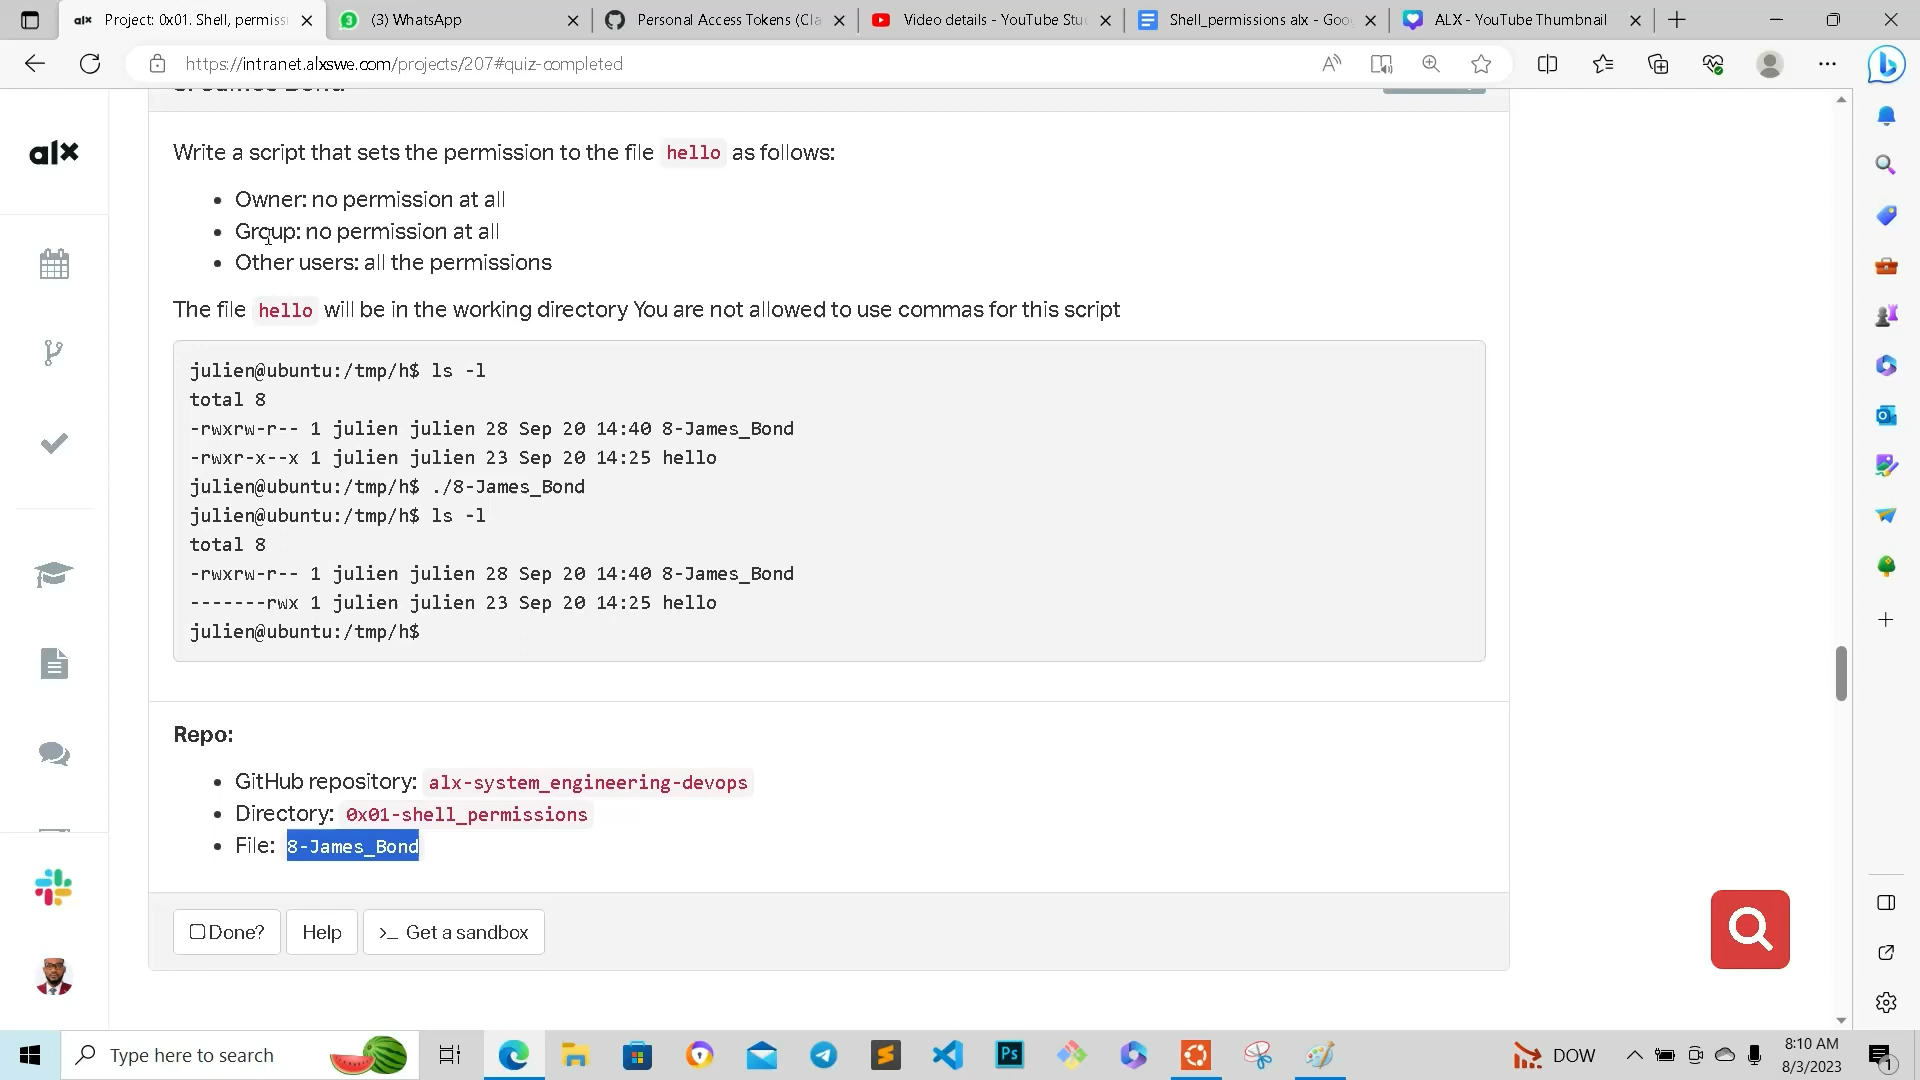 Project: 0x01. Shell, permiss
(3) WhatsApp
Personal Access Tokens (Cla
Video details - YouTube Stu
Shell_permissions alx - Goo
ALX - YouTube Thumbnail
https://intranet.alxswe.com/projects/207#quiz-completed
alx
Write a script that sets the permission to the file hello as follows:
• Owner: no permission at all
• Group: no permission at all
• Other users: all the permissions
The file hello will be in the working directory You are not allowed to use commas for this script
julien@ubuntu:/tmp/h$ ls -l
total 8
-rwxrw-r-- 1 julien julien 28 Sep 20 14:40 8-James_Bond
-rwxr-x--x 1 julien julien 23 Sep 20 14:25 hello
julien@ubuntu:/tmp/h$ ./8-James_Bond
julien@ubuntu:/tmp/h$ ls -l
total 8
-rwxrw-r-- 1 julien julien 28 Sep 20 14:40 8-James_Bond
-------rwx 1 julien julien 23 Sep 20 14:25 hello
julien@ubuntu:/tmp/h$
Repo:
• GitHub repository: alx-system_engineering-devops
• Directory: 0x01-shell_permissions
• File: 8-James_Bond
Done?
Help
>_ Get a sandbox
Type here to search
DOW
8:10 AM
8/3/2023
1